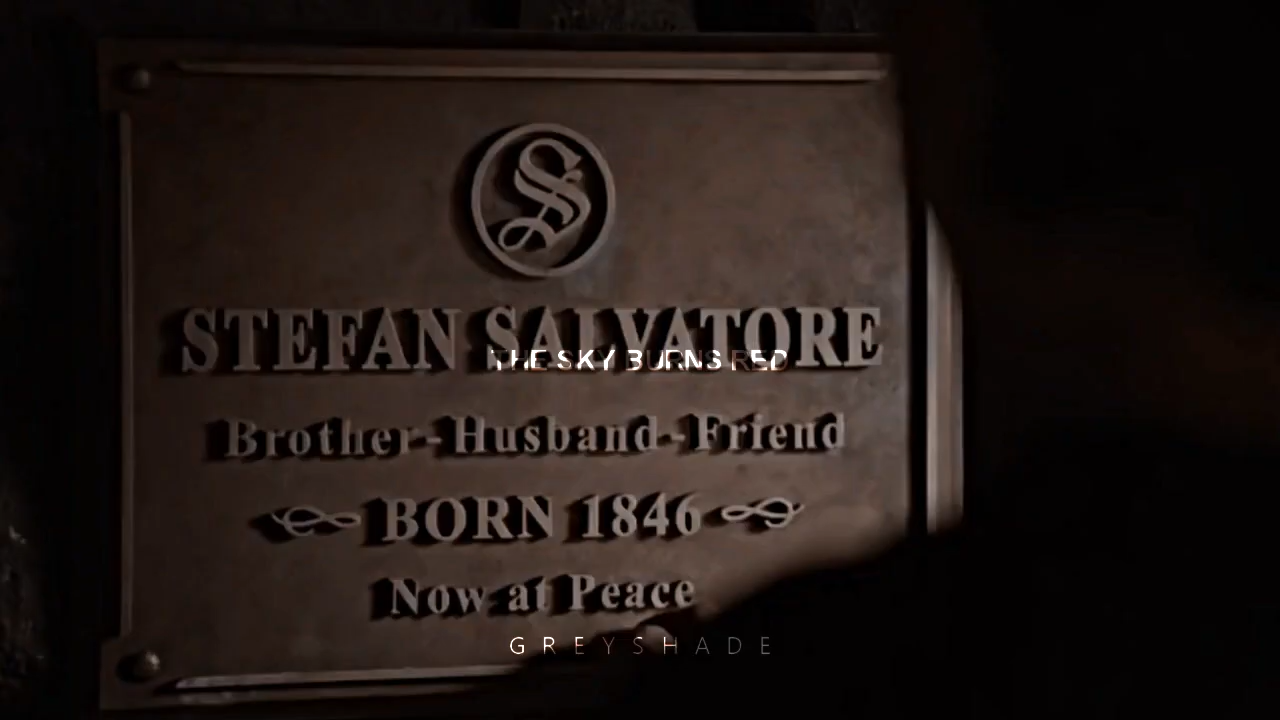 S
STEFAN SALVATORE
THE SKY BURNS RED
Brother-Husband-Friend
BORN 1846
Now at Peace
GREYSHADE